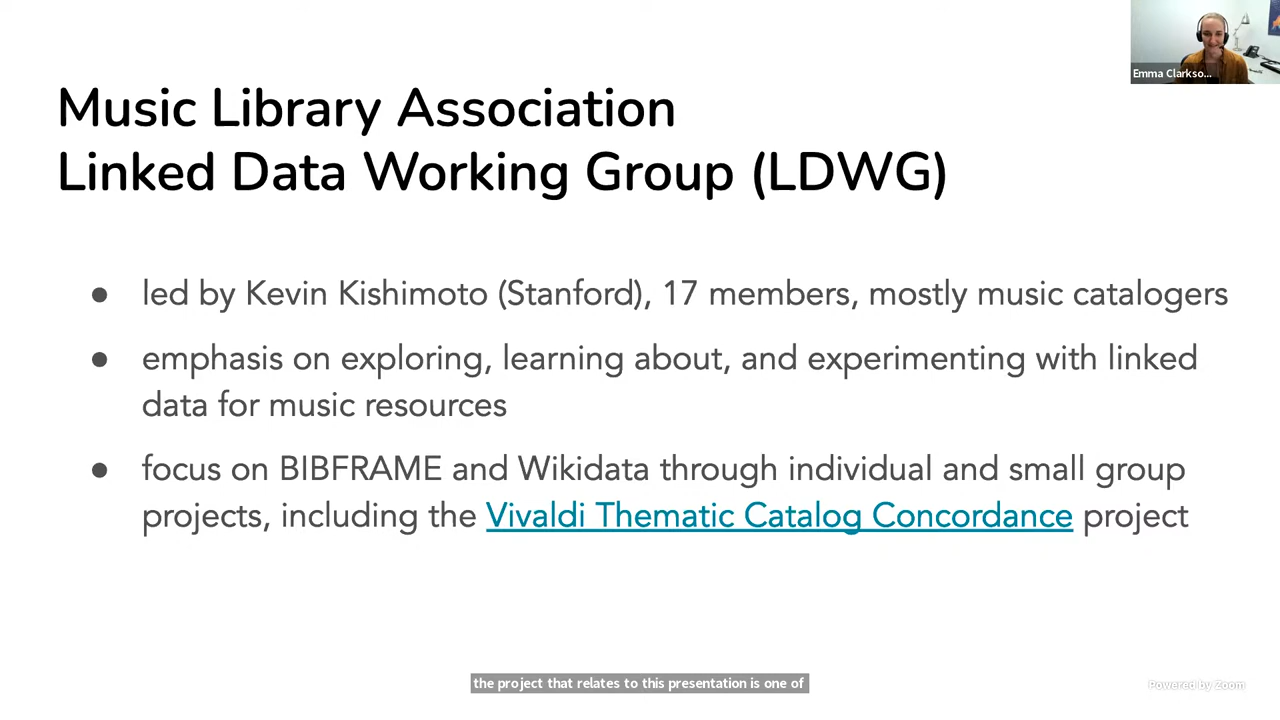 Emma Clarkso...
Music Library Association
Linked Data Working Group (LDWG)
● led by Kevin Kishimoto (Stanford), 17 members, mostly music catalogers
● emphasis on exploring, learning about, and experimenting with linked
data for music resources
● focus on BIBFRAME and Wikidata through individual and small group
projects, including the Vivaldi Thematic Catalog Concordance project
the project that relates to this presentation is one of
Powered by Zoom